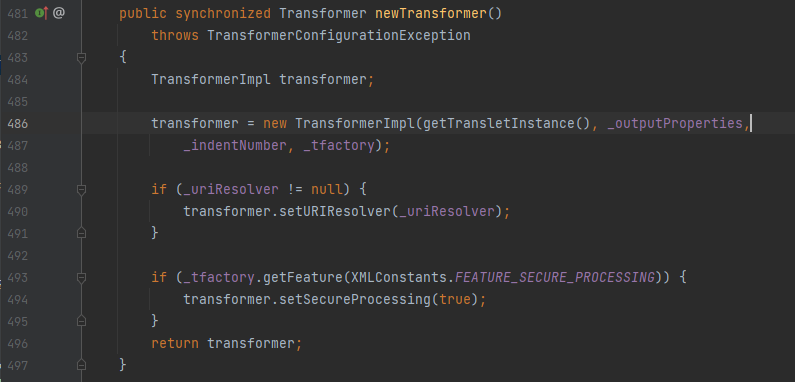 481 @ public synchronized Transformer newTransformer()
482 throws TransformerConfigurationException
483 {
484 TransformerImpl transformer;
485
486 transformer = new TransformerImpl(getTransletInstance(), _outputProperties,
487 _indentNumber, _tfactory);
488
489 if (_uriResolver != null) {
490 transformer.setURIResolver(_uriResolver);
491 }
492
493 if (_tfactory.getFeature(XMLConstants.FEATURE_SECURE_PROCESSING)) {
494 transformer.setSecureProcessing(true);
495 }
496 return transformer;
497 }